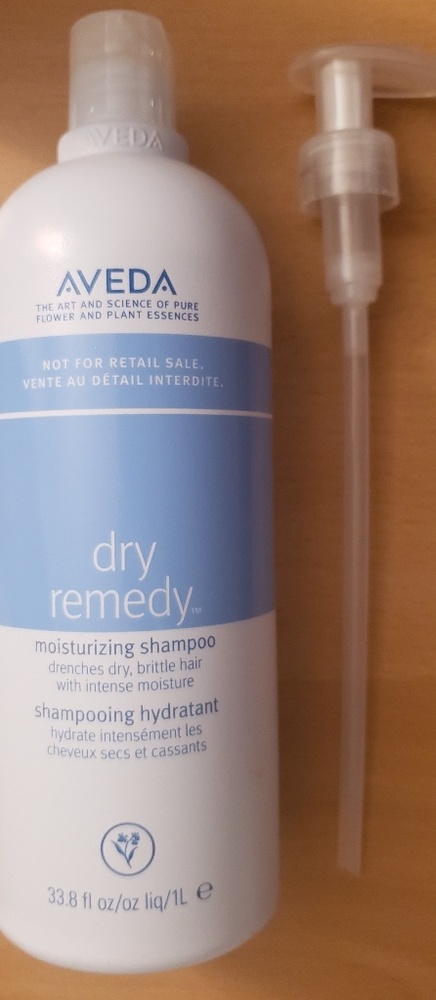 AVEDA
AVEDA
THE ART AND SCIENCE OF PURE
FLOWER AND PLANT ESSENCES
NOT FOR RETAIL SALE.
VENTE AU DÉTAIL INTERDITE.
dry
remedy™
moisturizing shampoo
drenches dry, brittle hair
with intense moisture
shampooing hydratant
hydrate intensément les
cheveux secs et cassants
33.8 fl oz/oz liq/1L ℮